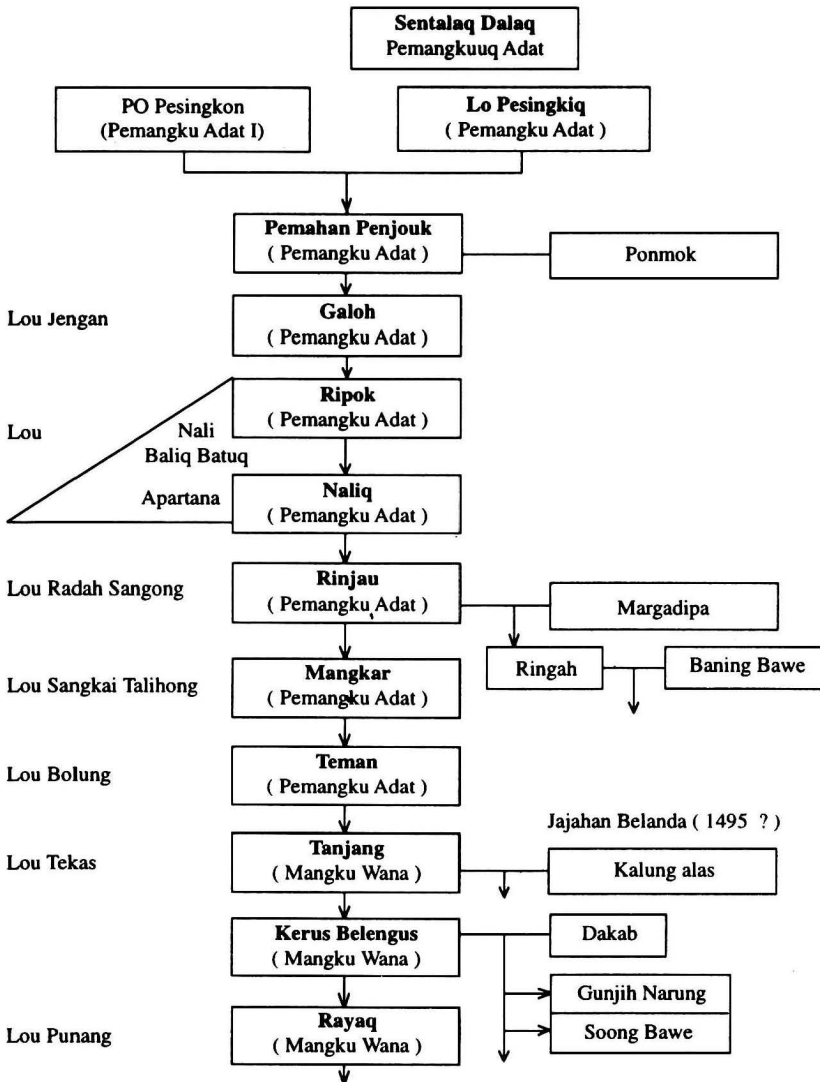 Sentalaq Dalaq
Pemangkuuq Adat
PO Pesingkon
(Pemangku Adat I)
Lo Pesingkiq
( Pemangku Adat )
Pemahan Penjouk
( Pemangku Adat )
Ponmok
Lou Jengan
Galoh
( Pemangku Adat )
Lou
Nali
Baliq Batuq
Apartana
Ripok
( Pemangku Adat )
Naliq
( Pemangku Adat )
Lou Radah Sangong
Rinjau
( Pemangku Adat )
Margadipa
Ringah
Baning Bawe
Lou Sangkai Talihong
Mangkar
( Pemangku Adat )
Lou Bolung
Teman
( Pemangku Adat )
Jajahan Belanda ( 1495 ? )
Lou Tekas
Tanjang
( Mangku Wana )
Kalung alas
Kerus Belengus
( Mangku Wana )
Dakab
Gunjih Narung
Soong Bawe
Lou Punang
Rayaq
( Mangku Wana )